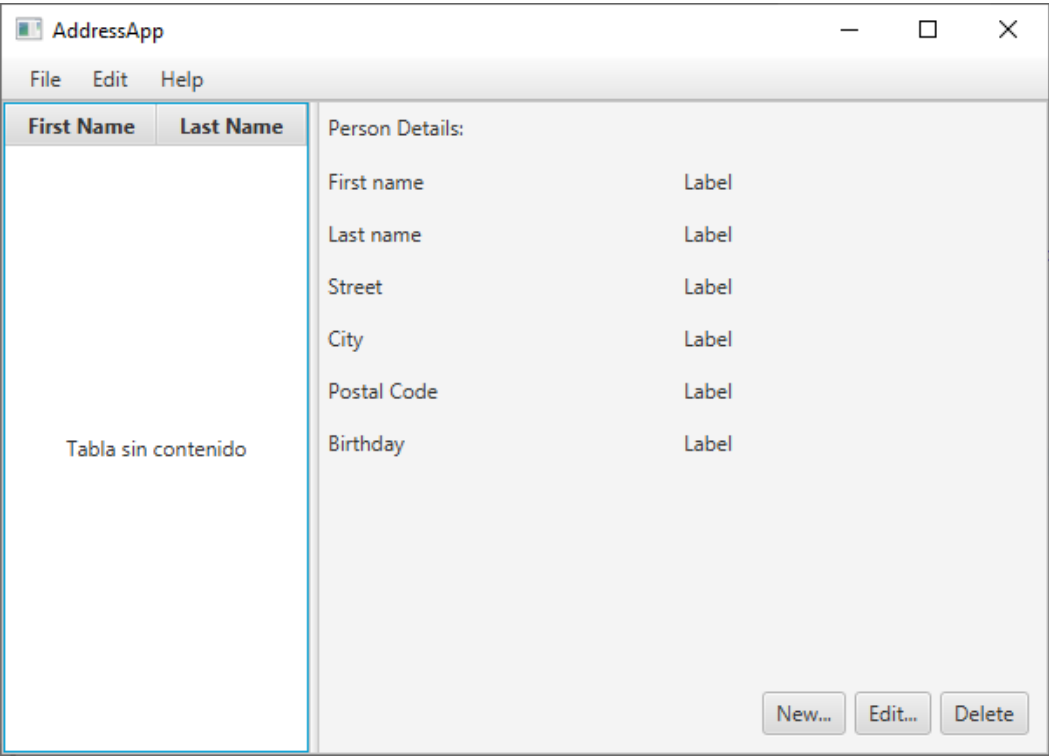 AddressApp
File Edit Help
First Name Last Name
Tabla sin contenido
Person Details:
First name Label
Last name Label
Street Label
City Label
Postal Code Label
Birthday Label
New... Edit... Delete